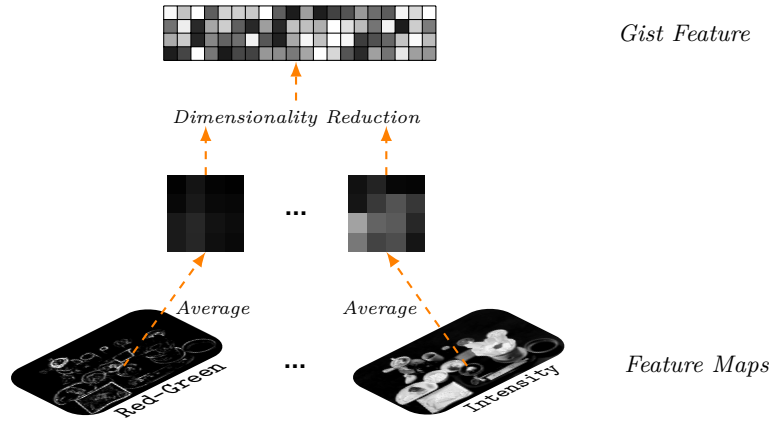 Gist Feature
Dimensionality Reduction
...
Average
Average
...
Red-Green
Intensity
Feature Maps